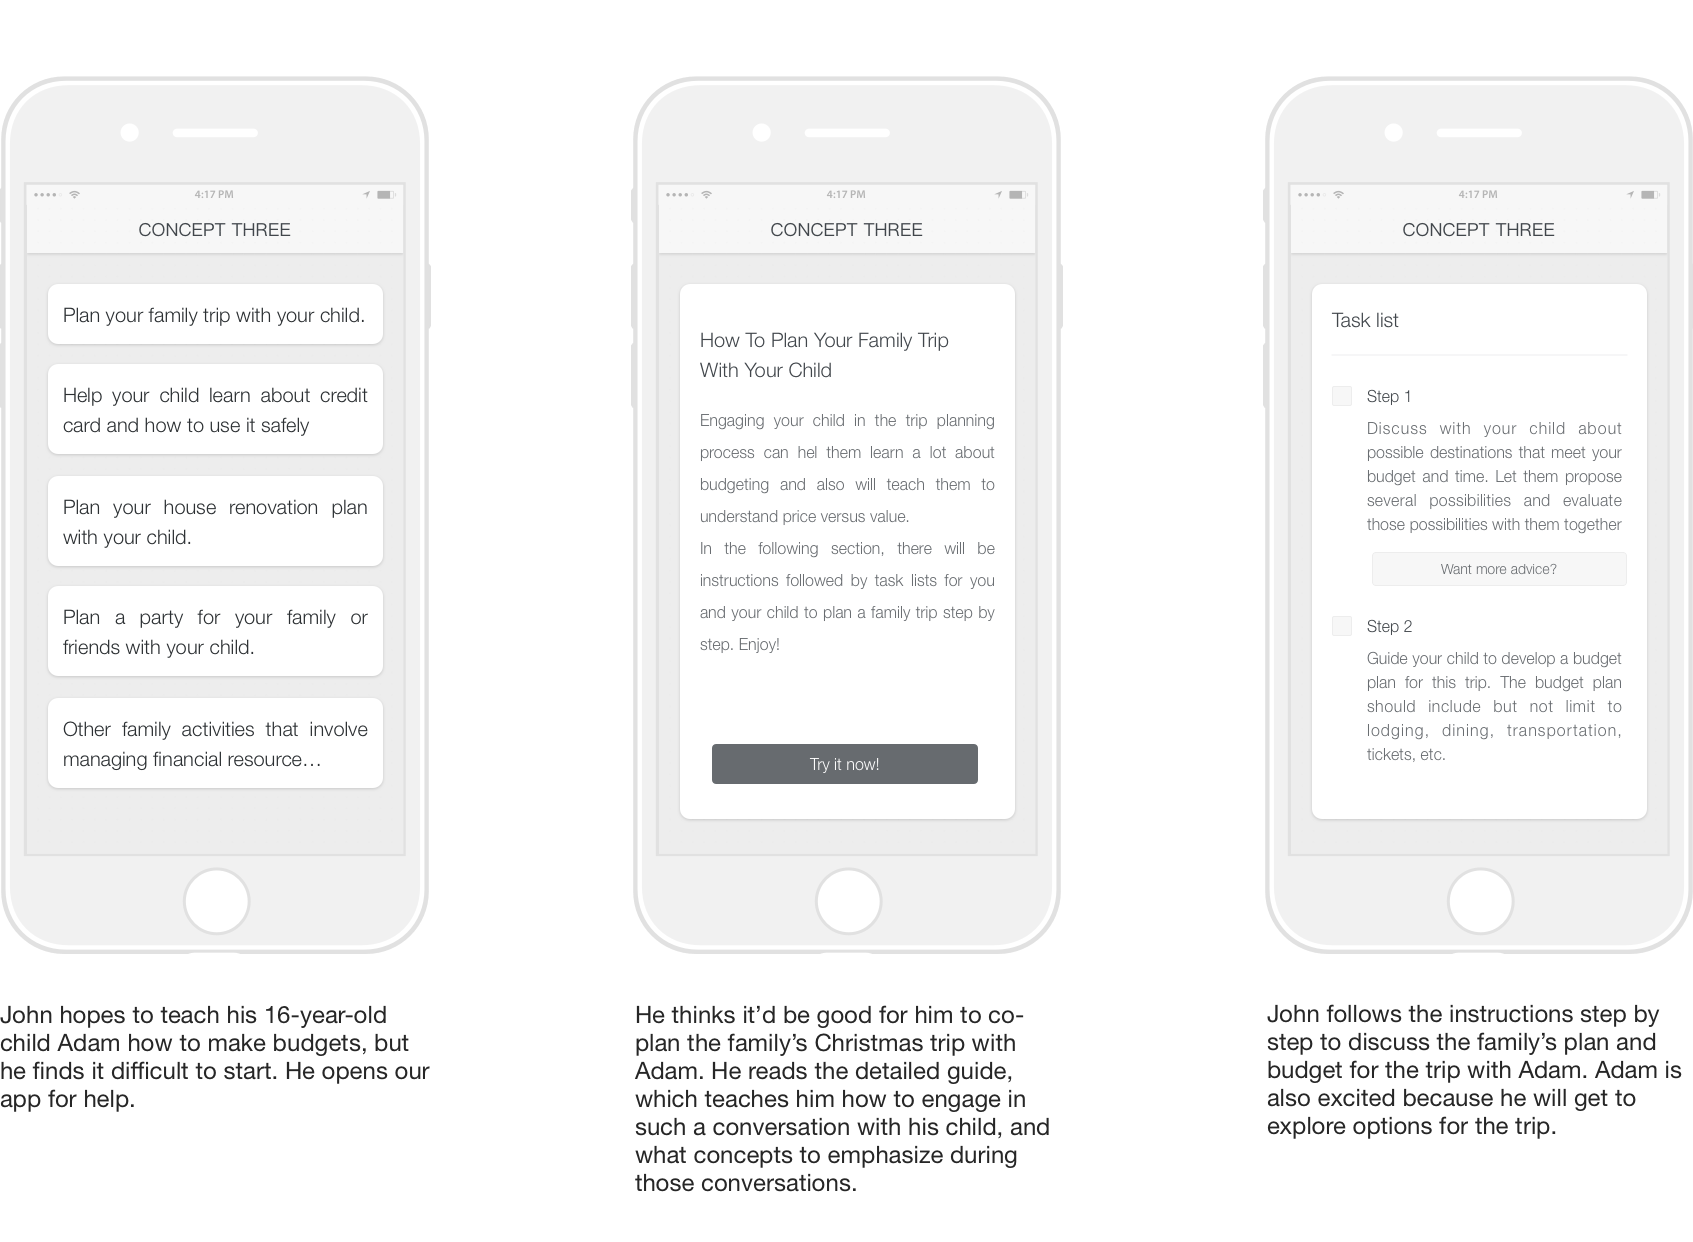 4:17 PM
CONCEPT THREE
Plan your family trip with your child.
Help your child learn about credit
card and how to use it safely
Plan your house renovation plan
with your child.
Plan a party for your family or
friends with your child.
Other family activities that involve
managing financial resource…
John hopes to teach his 16-year-old
child Adam how to make budgets, but
he finds it difficult to start. He opens our
app for help.
4:17 PM
CONCEPT THREE
How To Plan Your Family Trip
With Your Child
Engaging your child in the trip planning
process can hel them learn a lot about
budgeting and also will teach them to
understand price versus value.
In the following section, there will be
instructions followed by task lists for you
and your child to plan a family trip step by
step. Enjoy!
Try it now!
He thinks it’d be good for him to co-
plan the family’s Christmas trip with
Adam. He reads the detailed guide,
which teaches him how to engage in
such a conversation with his child, and
what concepts to emphasize during
those conversations.
4:17 PM
CONCEPT THREE
Task list
Step 1
Discuss with your child about
possible destinations that meet your
budget and time. Let them propose
several possibilities and evaluate
those possibilities with them together
Want more advice?
Step 2
Guide your child to develop a budget
plan for this trip. The budget plan
should include but not limit to
lodging, dining, transportation,
tickets, etc.
John follows the instructions step by
step to discuss the family’s plan and
budget for the trip with Adam. Adam is
also excited because he will get to
explore options for the trip.